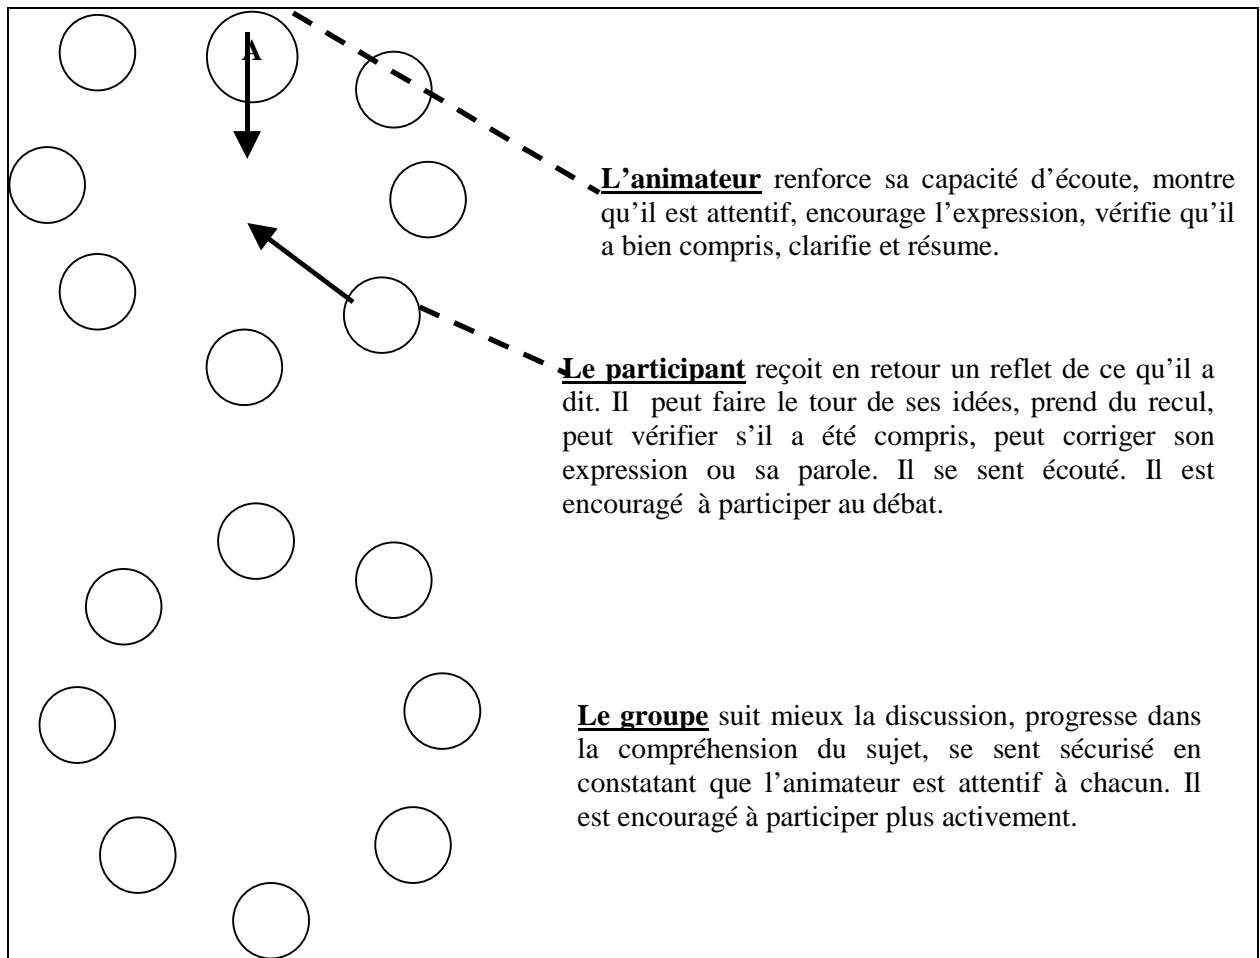 A
L’animateur renforce sa capacité d’écoute, montre
qu’il est attentif, encourage l’expression, vérifie qu’il
a bien compris, clarifie et résume.
Le participant reçoit en retour un reflet de ce qu’il a
dit. Il peut faire le tour de ses idées, prend du recul,
peut vérifier s’il a été compris, peut corriger son
expression ou sa parole. Il se sent écouté. Il est
encouragé à participer au débat.
Le groupe suit mieux la discussion, progresse dans
la compréhension du sujet, se sent sécurisé en
constatant que l’animateur est attentif à chacun. Il
est encouragé à participer plus activement.